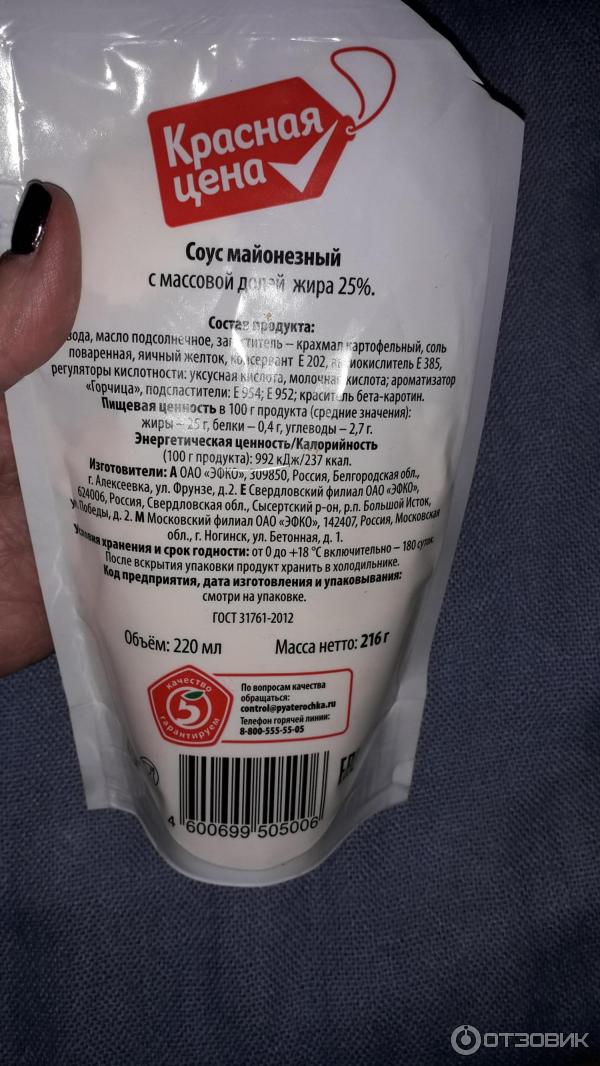 Красная
цена
Соус майонезный
с массовой долей жира 25%.
Состав продукта:
вода, масло подсолнечное, загуститель – крахмал картофельный, соль
поваренная, яичный желток, консервант Е 202, антиокислитель Е 385,
регуляторы кислотности: уксусная кислота, молочная кислота; ароматизатор
«Горчица», подсластители: Е 954; Е 952; краситель бета-каротин.
Пищевая ценность в 100 г продукта (средние значения):
жиры – 25 г, белки – 0,4 г, углеводы – 2,7 г.
Энергетическая ценность/Калорийность
(100 г продукта): 992 кДж/237 ккал.
Изготовители: А ОАО «ЭФКО», 309850, Россия, Белгородская обл.,
г. Алексеевка, ул. Фрунзе, д.2. Е Свердловский филиал ОАО «ЭФКО»,
624006, Россия, Свердловская обл., Сысертский р-он, р.п. Большой Исток,
ул. Победы, д. 2. М Московский филиал ОАО «ЭФКО», 142407, Россия, Московская
обл., г. Ногинск, ул. Бетонная, д. 1.
Условия хранения и срок годности: от 0 до +18 °С включительно – 180 суток.
После вскрытия упаковки продукт хранить в холодильнике.
Код предприятия, дата изготовления и упаковывания:
смотри на упаковке.
ГОСТ 31761-2012
Объём: 220 мл Масса нетто: 216 г
качество
5
гарантируем
По вопросам качества
обращаться:
control@pyaterochka.ru
Телефон горячей линии:
8-800-555-55-05
4 600699 505006
ОТЗОВИК